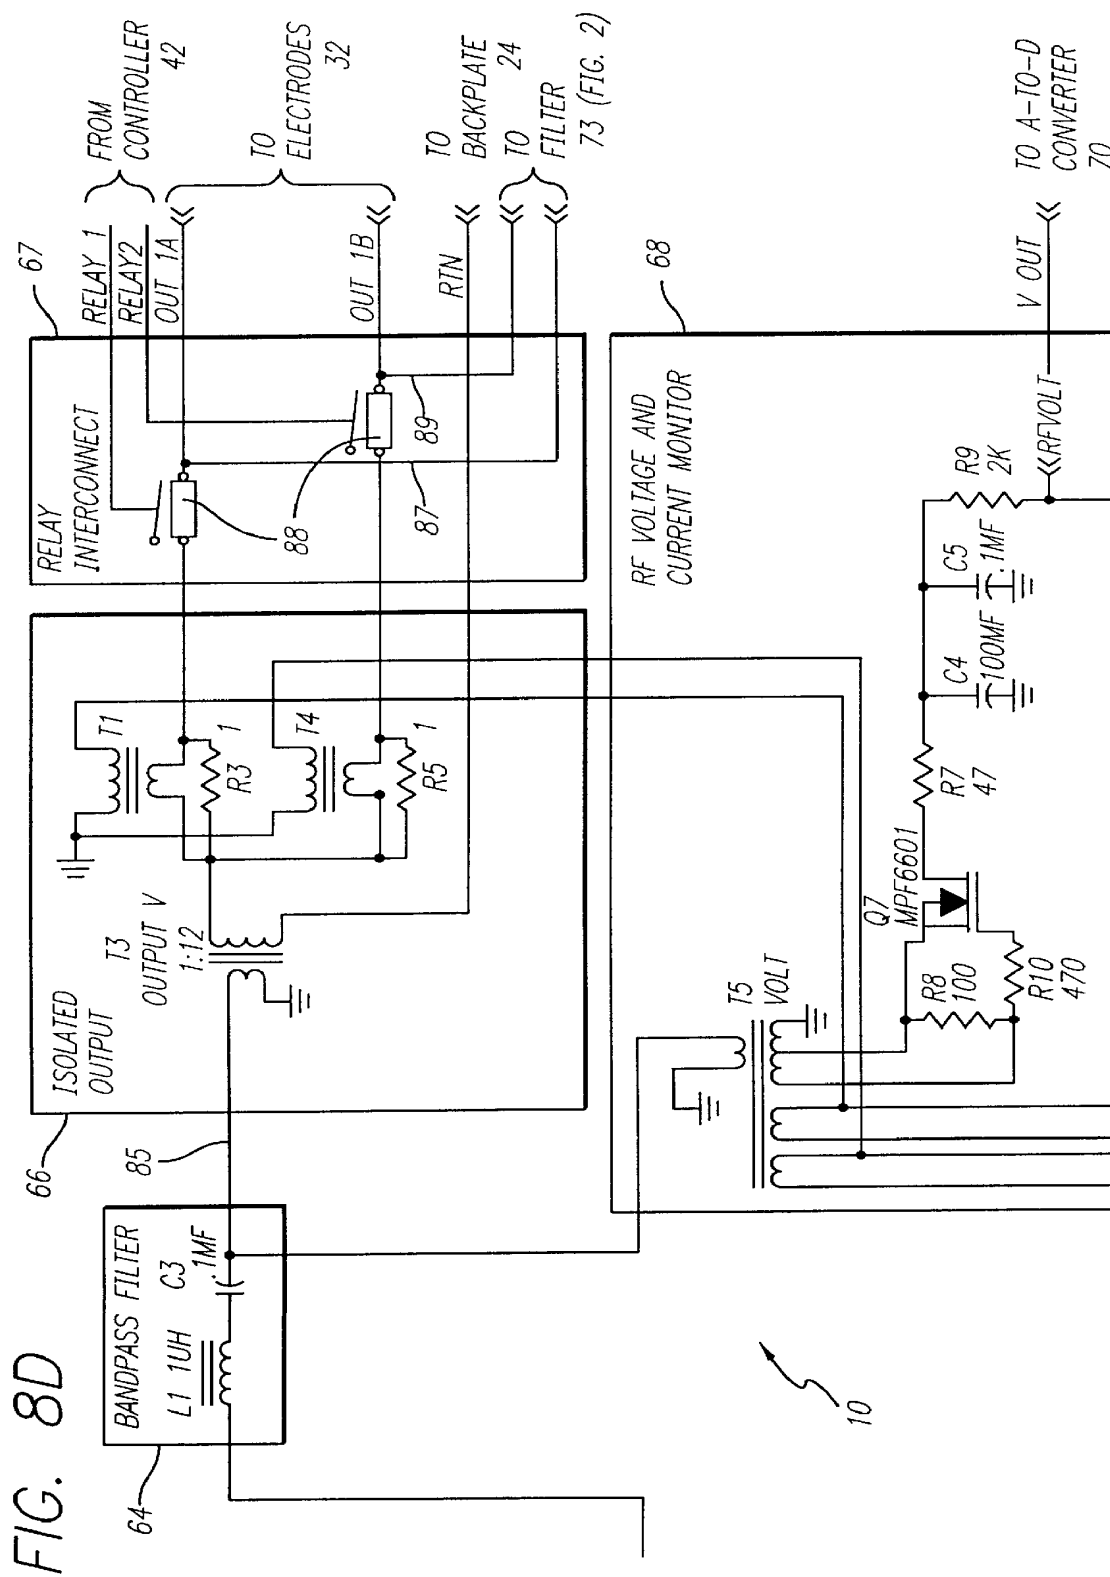 FIG. 8D
64
BANDPASS FILTER
L1 1UH
C3
.1MF
85
66
ISOLATED
OUTPUT
T3
OUTPUT V
1:12
T1
R3
1
T4
R5
1
67
RELAY
INTERCONNECT
88
87
89
RELAY 1
RELAY2
OUT 1A
OUT 1B
RTN
FROM
CONTROLLER
42
TO
ELECTRODES
32
TO
BACKPLATE
24
TO
FILTER
73 (FIG. 2)
10
68
RF VOLTAGE AND
CURRENT MONITOR
T5
VOLT
R8
100
R10
470
Q7
MPF6601
R7
47
C4
100MF
C5
.1MF
R9
2K
RFVOLT
V OUT
TO A-TO-D
CONVERTER
70